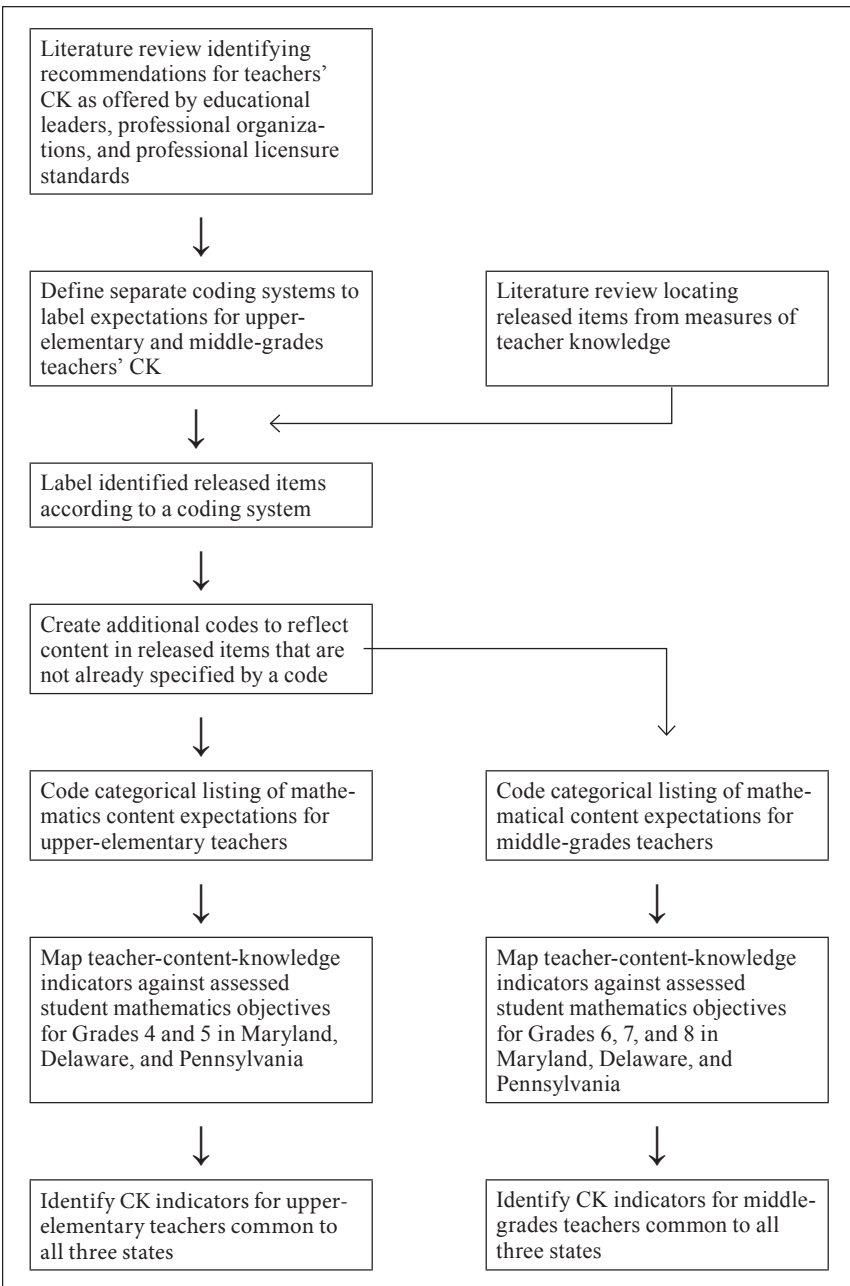 Literature review identifying
recommendations for teachers’
CK as offered by educational
leaders, professional organiza-
tions, and professional licensure
standards
Define separate coding systems to
label expectations for upper-
elementary and middle-grades
teachers’ CK
Literature review locating
released items from measures of
teacher knowledge
Label identified released items
according to a coding system
Create additional codes to reflect
content in released items that are
not already specified by a code
Code categorical listing of mathe-
matics content expectations for
upper-elementary teachers
Code categorical listing of mathe-
matical content expectations for
middle-grades teachers
Map teacher-content-knowledge
indicators against assessed
student mathematics objectives
for Grades 4 and 5 in Maryland,
Delaware, and Pennsylvania
Map teacher-content-knowledge
indicators against assessed
student mathematics objectives
for Grades 6, 7, and 8 in
Maryland, Delaware, and
Pennsylvania
Identify CK indicators for upper-
elementary teachers common to
all three states
Identify CK indicators for middle-
grades teachers common to all
three states